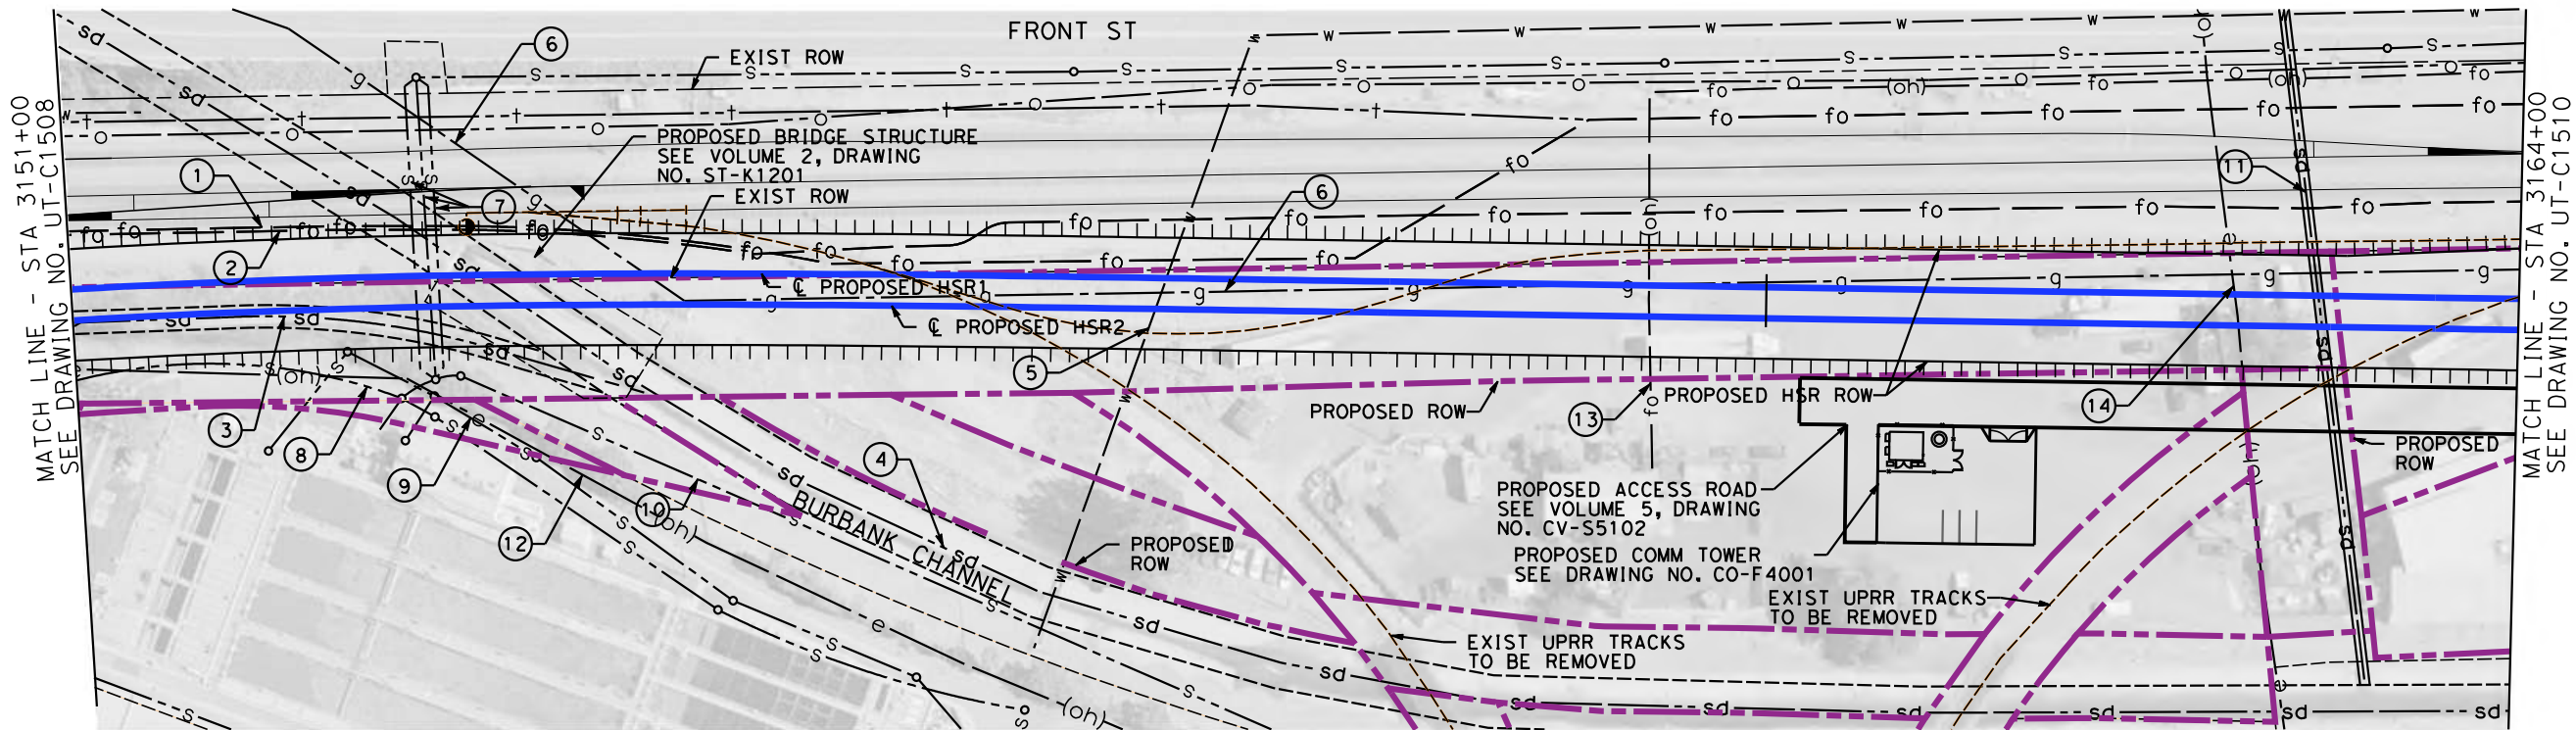 FRONT ST
EXIST ROW
MATCH LINE - STA 3151+00
SEE DRAWING NO. UT-C1508
MATCH LINE - STA 3164+00
SEE DRAWING NO. UT-C1510
PROPOSED BRIDGE STRUCTURE
SEE VOLUME 2, DRAWING
NO. ST-K1201
EXIST ROW
℄ PROPOSED HSR1
℄ PROPOSED HSR2
PROPOSED ROW
PROPOSED HSR ROW
PROPOSED
ROW
BURBANK CHANNEL
PROPOSED
ROW
PROPOSED ACCESS ROAD
SEE VOLUME 5, DRAWING
NO. CV-S5102
PROPOSED COMM TOWER
SEE DRAWING NO. CO-F4001
EXIST UPRR TRACKS
TO BE REMOVED
EXIST UPRR TRACKS
TO BE REMOVED
1
2
3
4
5
6
6
7
8
9
10
11
12
13
14